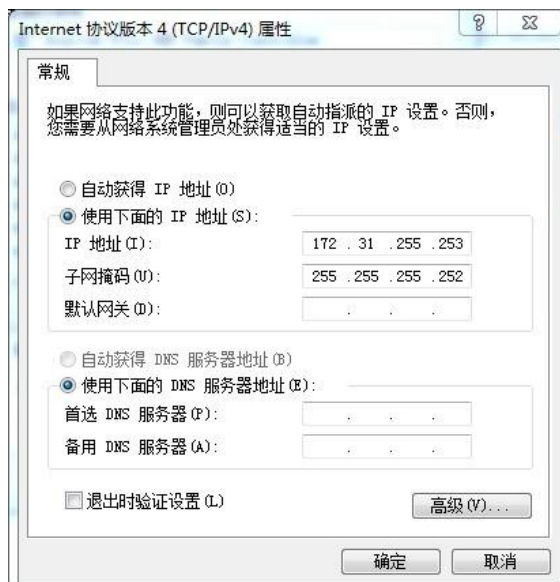 Internet 协议版本 4 (TCP/IPv4) 属性
常规
如果网络支持此功能，则可以获取自动指派的 IP 设置。否则，
您需要从网络系统管理员处获得适当的 IP 设置。
自动获得 IP 地址(O)
使用下面的 IP 地址(S):
IP 地址(I): 172 . 31 .255 .253
子网掩码(U): 255 .255 .255 .252
默认网关(D): . . .
自动获得 DNS 服务器地址(B)
使用下面的 DNS 服务器地址(E):
首选 DNS 服务器(P): . . .
备用 DNS 服务器(A): . . .
退出时验证设置(L)
高级(V)...
确定 取消